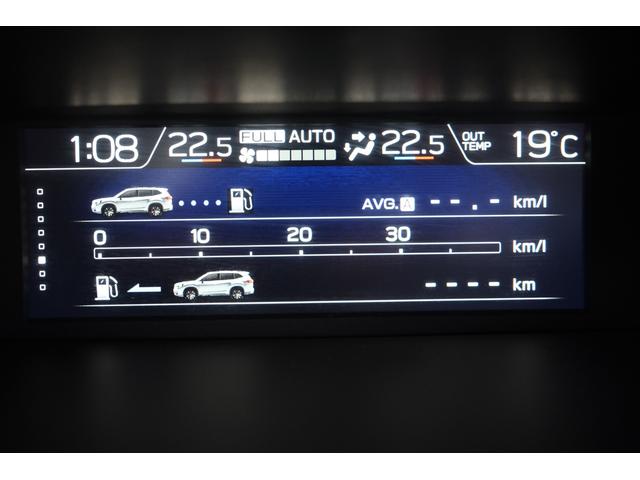 1:08 22.5 FULL AUTO 22.5 OUT TEMP 19°C
AVG. A --.- km/l
0 10 20 30 km/l
---- km